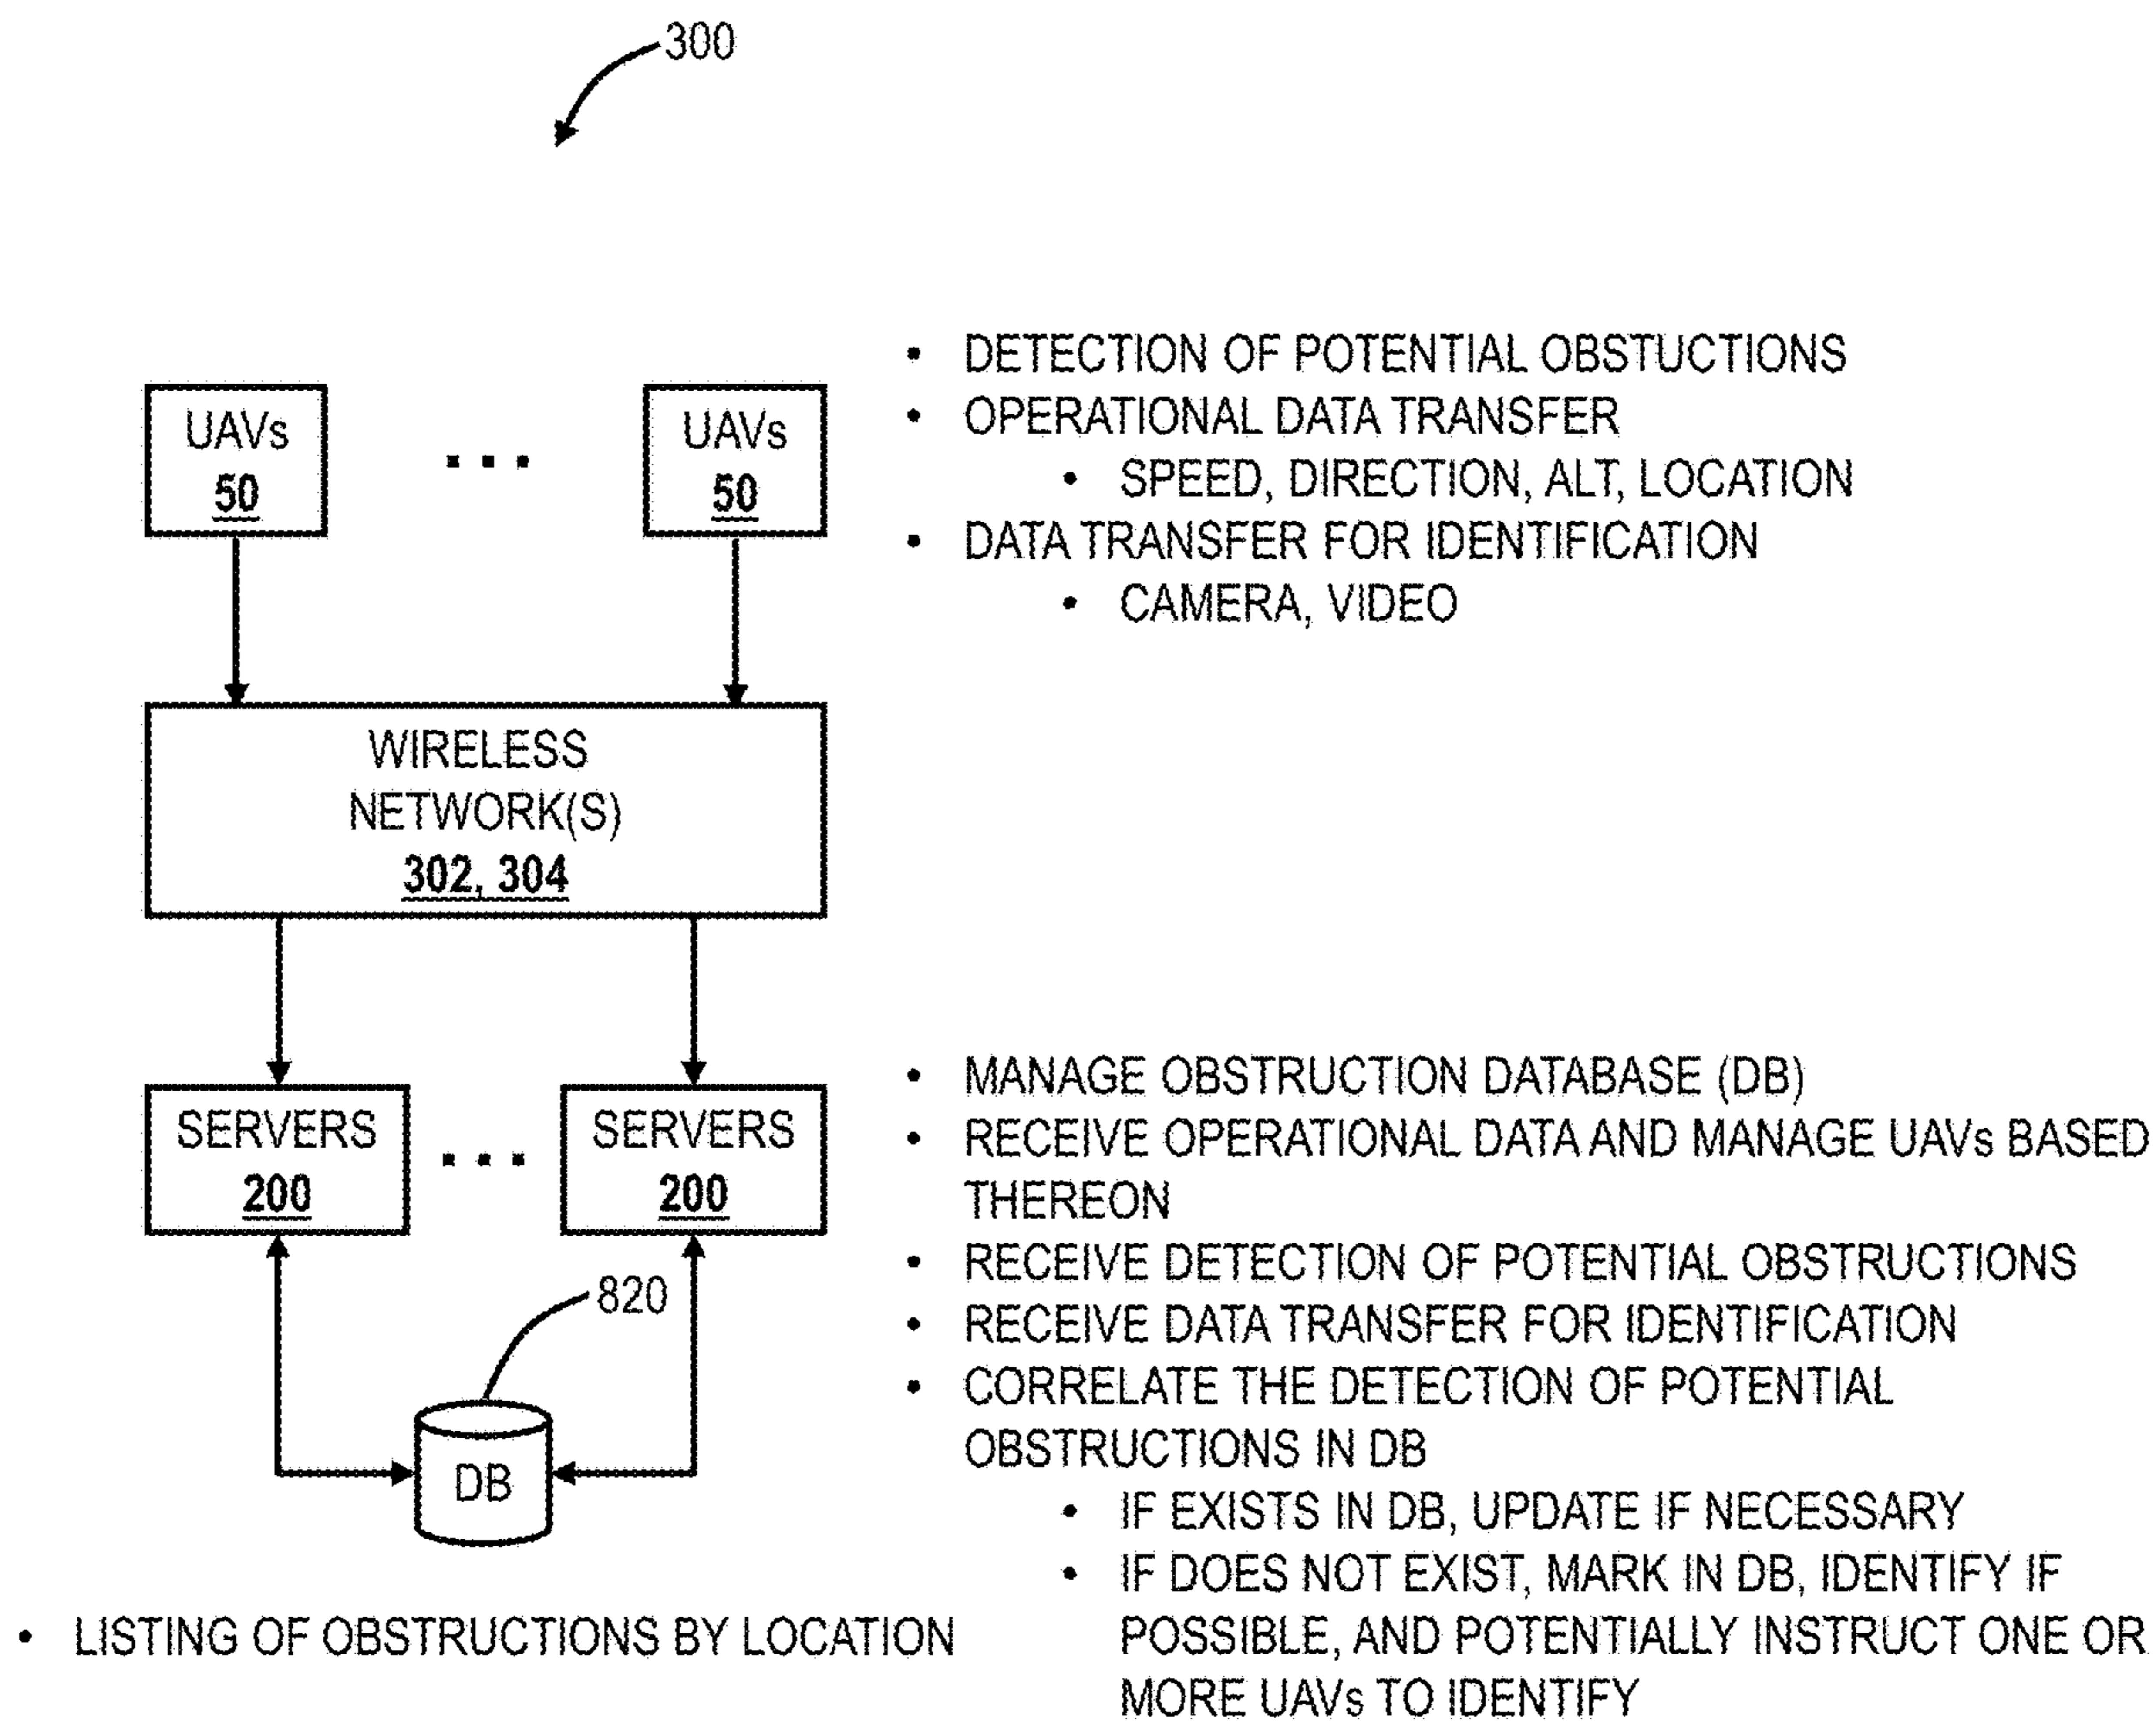 300
UAVs
50
...
UAVs
50
• DETECTION OF POTENTIAL OBSTUCTIONS
• OPERATIONAL DATA TRANSFER
• SPEED, DIRECTION, ALT, LOCATION
• DATA TRANSFER FOR IDENTIFICATION
• CAMERA, VIDEO
WIRELESS
NETWORK(S)
302, 304
SERVERS
200
...
SERVERS
200
820
DB
• LISTING OF OBSTRUCTIONS BY LOCATION
• MANAGE OBSTRUCTION DATABASE (DB)
• RECEIVE OPERATIONAL DATA AND MANAGE UAVs BASED
THEREON
• RECEIVE DETECTION OF POTENTIAL OBSTRUCTIONS
• RECEIVE DATA TRANSFER FOR IDENTIFICATION
• CORRELATE THE DETECTION OF POTENTIAL
OBSTRUCTIONS IN DB
• IF EXISTS IN DB, UPDATE IF NECESSARY
• IF DOES NOT EXIST, MARK IN DB, IDENTIFY IF
POSSIBLE, AND POTENTIALLY INSTRUCT ONE OR
MORE UAVs TO IDENTIFY